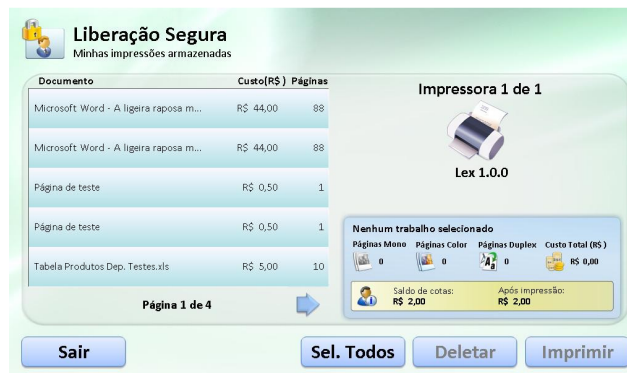 Liberação Segura
Minhas impressões armazenadas
Documento Custo(R$) Páginas
Microsoft Word - A ligeira raposa m... R$ 44,00 88
Microsoft Word - A ligeira raposa m... R$ 44,00 88
Página de teste R$ 0,50 1
Página de teste R$ 0,50 1
Tabela Produtos Dep. Testes.xls R$ 5,00 10
Página 1 de 4
Impressora 1 de 1
Lex 1.0.0
Nenhum trabalho selecionado
Páginas Mono Páginas Color Páginas Duplex Custo Total (R$)
0 0 0 R$ 0,00
Saldo de cotas: Após impressão:
R$ 2,00 R$ 2,00
Sair Sel. Todos Deletar Imprimir